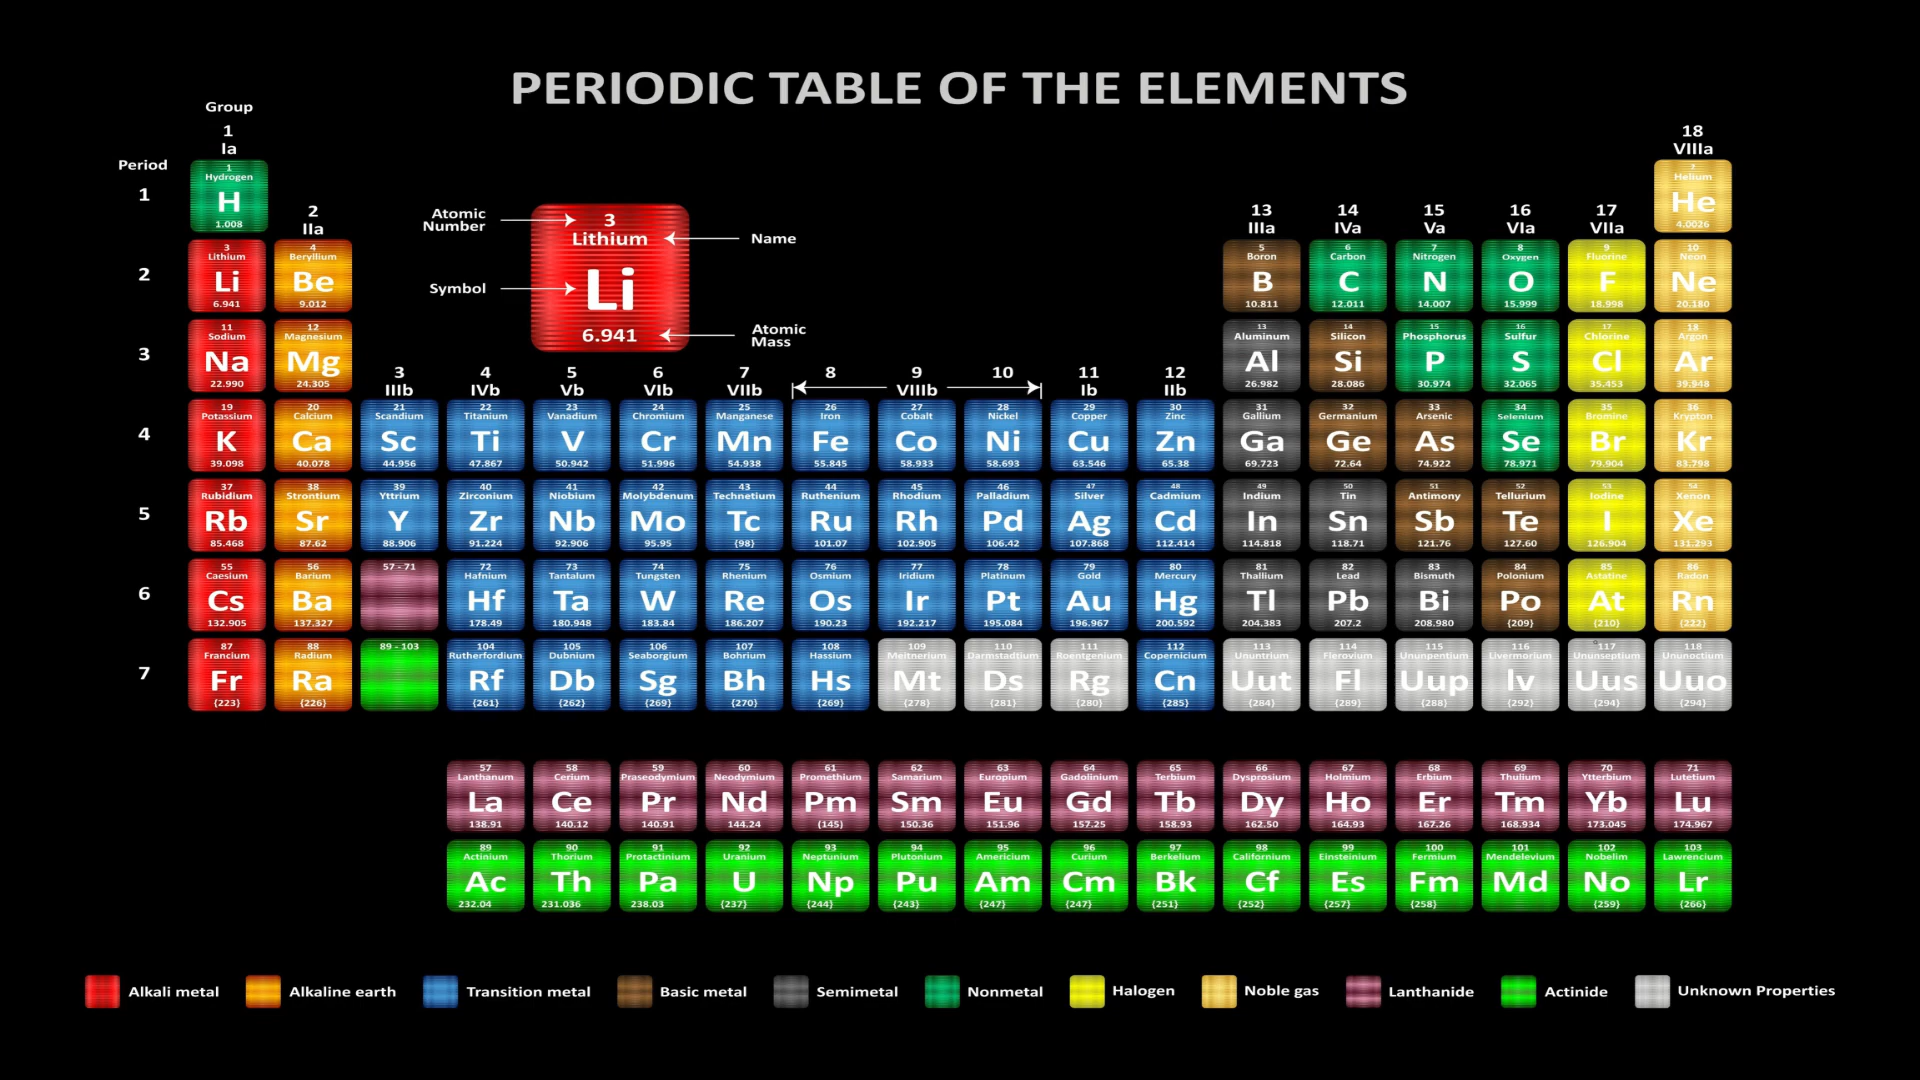 PERIODIC TABLE OF THE ELEMENTS
Group
1
Ia
18
VIIIa
Period
1
1
Hydrogen
H
1.008
2
Helium
He
4.0026
2
IIa
Atomic
Number
3
Lithium
Name
Symbol
Li
6.941
Atomic
Mass
13
IIIa
14
IVa
15
Va
16
VIa
17
VIIa
2
3 4 5 6 7 8 9 10
Lithium Beryllium Boron Carbon Nitrogen Oxygen Fluorine Neon
Li Be B C N O F Ne
6.941 9.012 10.811 12.011 14.007 15.999 18.998 20.180
3
11 12 13 14 15 16 17 18
Sodium Magnesium Aluminum Silicon Phosphorus Sulfur Chlorine Argon
Na Mg Al Si P S Cl Ar
22.990 24.305 26.982 28.086 30.974 32.065 35.453 39.948
3 4 5 6 7 8 9 10 11 12
IIIb IVb Vb VIb VIIb VIIIb Ib IIb
4
19 20 21 22 23 24 25 26 27 28 29 30 31 32 33 34 35 36
Potassium Calcium Scandium Titanium Vanadium Chromium Manganese Iron Cobalt Nickel Copper Zinc Gallium Germanium Arsenic Selenium Bromine Krypton
K Ca Sc Ti V Cr Mn Fe Co Ni Cu Zn Ga Ge As Se Br Kr
39.098 40.078 44.956 47.867 50.942 51.996 54.938 55.845 58.933 58.693 63.546 65.38 69.723 72.64 74.922 78.971 79.904 83.798
5
37 38 39 40 41 42 43 44 45 46 47 48 49 50 51 52 53 54
Rubidium Strontium Yttrium Zirconium Niobium Molybdenum Technetium Ruthenium Rhodium Palladium Silver Cadmium Indium Tin Antimony Tellurium Iodine Xenon
Rb Sr Y Zr Nb Mo Tc Ru Rh Pd Ag Cd In Sn Sb Te I Xe
85.468 87.62 88.906 91.224 92.906 95.95 {98} 101.07 102.905 106.42 107.868 112.414 114.818 118.71 121.76 127.60 126.904 131.293
6
55 56 57 - 71 72 73 74 75 76 77 78 79 80 81 82 83 84 85 86
Caesium Barium Hafnium Tantalum Tungsten Rhenium Osmium Iridium Platinum Gold Mercury Thallium Lead Bismuth Polonium Astatine Radon
Cs Ba Hf Ta W Re Os Ir Pt Au Hg Tl Pb Bi Po At Rn
132.905 137.327 178.49 180.948 183.84 186.207 190.23 192.217 195.084 196.967 200.592 204.383 207.2 208.980 {209} {210} {222}
7
87 88 89 - 103 104 105 106 107 108 109 110 111 112 113 114 115 116 117 118
Francium Radium Rutherfordium Dubnium Seaborgium Bohrium Hassium Meitnerium Darmstadtium Roentgenium Copernicium Ununtrium Flerovium Ununpentium Livermorium Ununseptium Ununoctium
Fr Ra Rf Db Sg Bh Hs Mt Ds Rg Cn Uut Fl Uup lv Uus Uuo
{223} {226} {261} {262} {269} {270} {269} {278} {281} {280} {285} {284} {289} {288} {292} {294} {294}
57 58 59 60 61 62 63 64 65 66 67 68 69 70 71
Lanthanum Cerium Praseodymium Neodymium Promethium Samarium Europium Gadolinium Terbium Dysprosium Holmium Erbium Thulium Ytterbium Lutetium
La Ce Pr Nd Pm Sm Eu Gd Tb Dy Ho Er Tm Yb Lu
138.91 140.12 140.91 144.24 (145) 150.36 151.96 157.25 158.93 162.50 164.93 167.26 168.934 173.045 174.967
89 90 91 92 93 94 95 96 97 98 99 100 101 102 103
Actinium Thorium Protactinium Uranium Neptunium Plutonium Americium Curium Berkelium Californium Einsteinium Fermium Mendelevium Nobelim Lawrencium
Ac Th Pa U Np Pu Am Cm Bk Cf Es Fm Md No Lr
232.04 231.036 238.03 {237} {244} {243} {247} {247} {251} {252} {257} {258} {259} {266}
Alkali metal Alkaline earth Transition metal Basic metal Semimetal Nonmetal Halogen Noble gas Lanthanide Actinide Unknown Properties